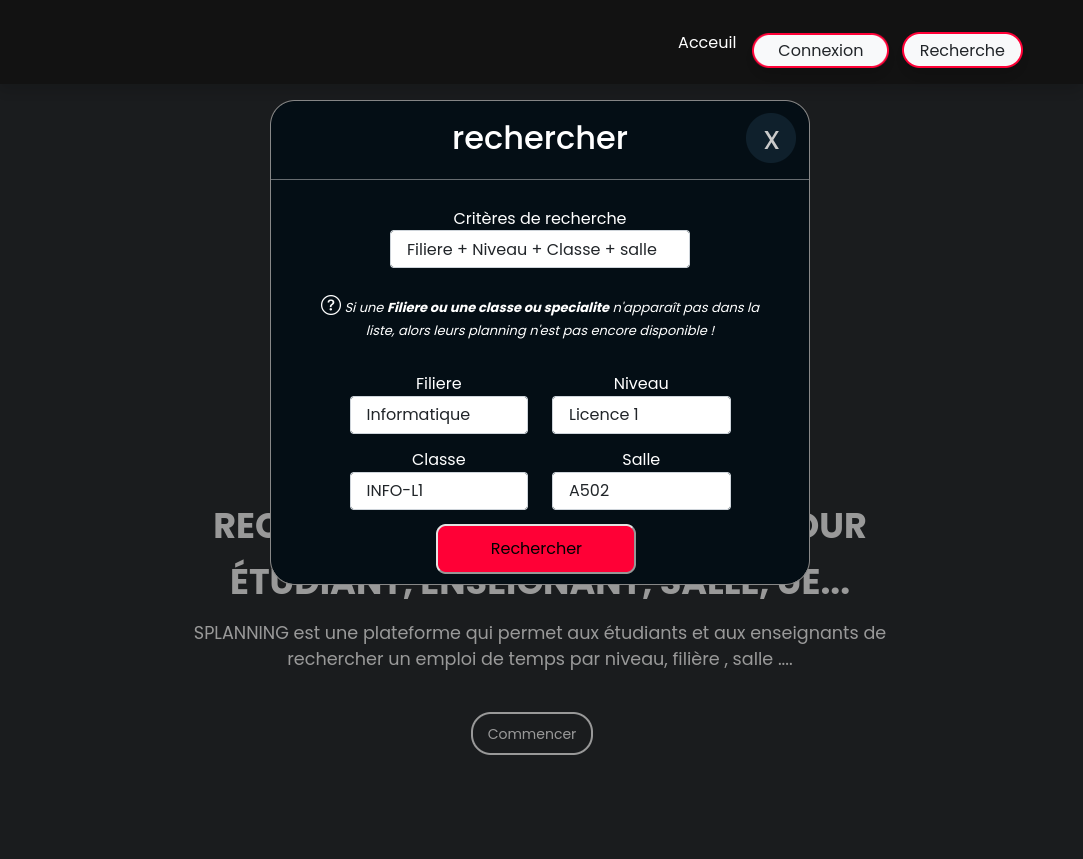 Acceuil
Connexion
Recherche
rechercher
X
Critères de recherche
Filiere + Niveau + Classe + salle
? Si une Filiere ou une classe ou specialite n'apparaît pas dans la
liste, alors leurs planning n'est pas encore disponible !
Filiere
Niveau
Informatique
Licence 1
Classe
Salle
INFO-L1
A502
Rechercher
ÉTUDIANT, ENSEIGNANT, SALLE, UE...
SPLANNING est une plateforme qui permet aux étudiants et aux enseignants de
rechercher un emploi de temps par niveau, filière , salle ....
Commencer